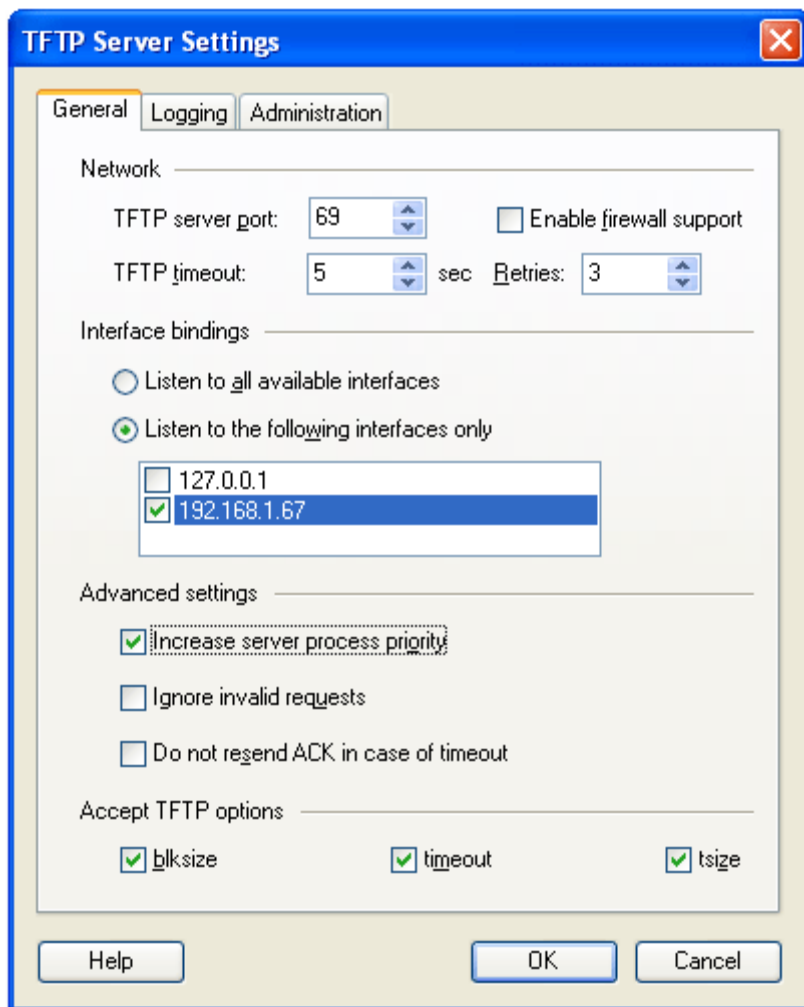 TFTP Server Settings
General Logging Administration
Network
TFTP server port: 69 Enable firewall support
TFTP timeout: 5 sec Retries: 3
Interface bindings
Listen to all available interfaces
Listen to the following interfaces only
127.0.0.1
192.168.1.67
Advanced settings
Increase server process priority
Ignore invalid requests
Do not resend ACK in case of timeout
Accept TFTP options
blksize timeout tsize
Help OK Cancel